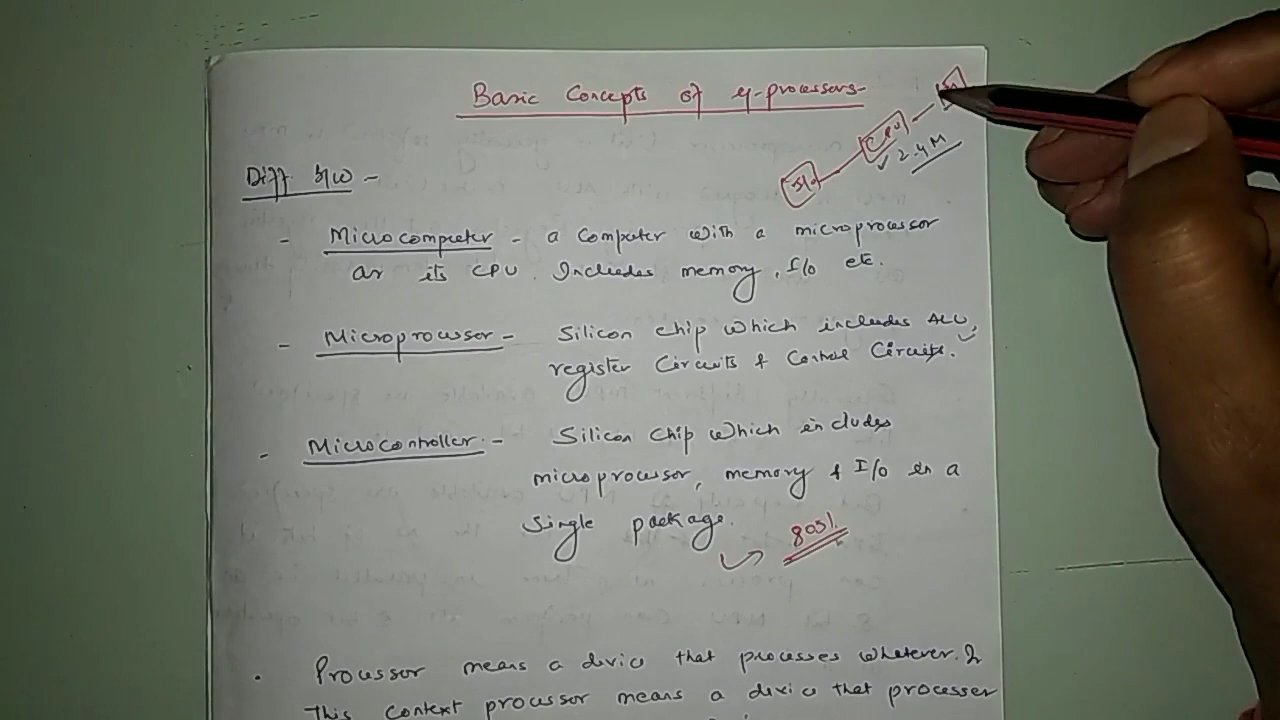 Basic Concepts of μ-processors-
I/o CPU
✓ 2.4M
Diff. b/w -
- Microcomputer - a Computer with a microprocessor
as its CPU. Includes memory, I/o etc.
- Microprocessor - Silicon chip which includes ALU,
register Circuits & Control Circuits.
- Microcontroller - Silicon chip which includes
microprocessor, memory & I/o in a
single package.
8051
. Processor means a device that processes whatever. In
This context processor means a device that processes